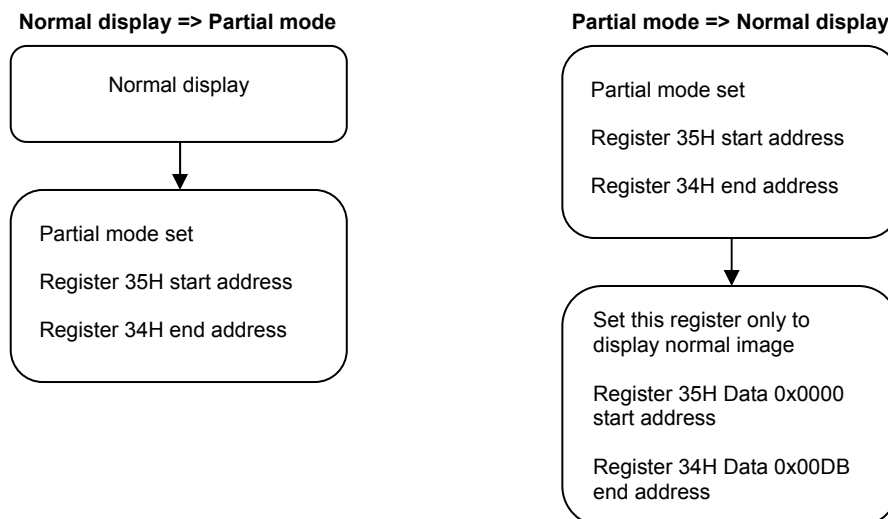 Normal display => Partial mode
Normal display
Partial mode set
Register 35H start address
Register 34H end address
Partial mode => Normal display
Partial mode set
Register 35H start address
Register 34H end address
Set this register only to
display normal image
Register 35H Data 0x0000
start address
Register 34H Data 0x00DB
end address